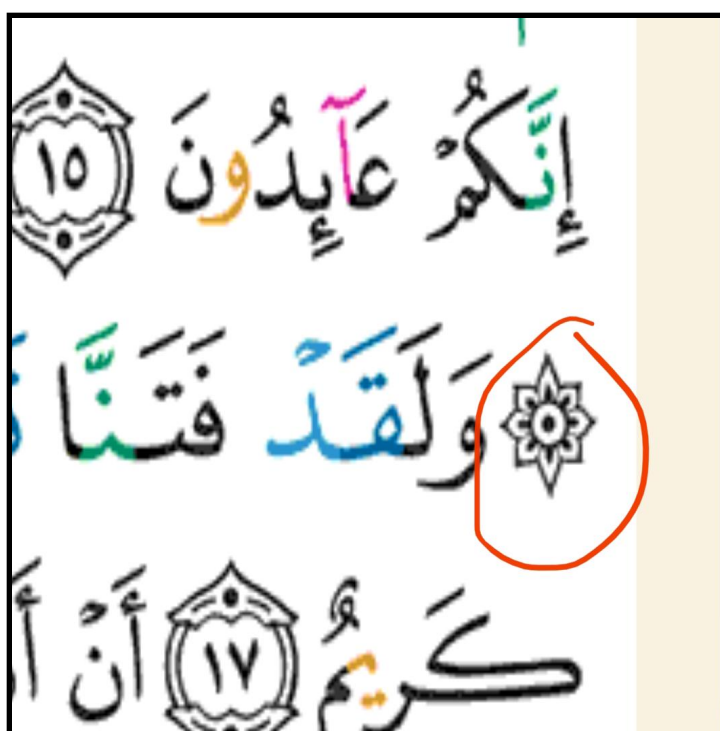 إِنَّكُمْ عَآئِدُونَ ١٥
۞ وَلَقَدْ فَتَنَّا
كَرِيمٌ ١٧ أَنْ